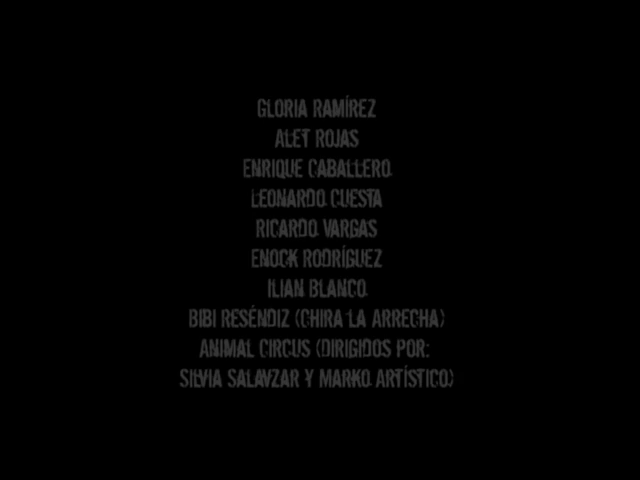 GLORIA RAMÍREZ
ALET ROJAS
ENRIQUE CABALLERO
LEONARDO CUESTA
RICARDO VARGAS
ENOCK RODRÍGUEZ
ILIAN BLANCO
BIBI RESÉNDIZ (CHIRA LA ARRECHA)
ANIMAL CIRCUS (DIRIGIDOS POR:
SILVIA SALAVZAR Y MARKO ARTÍSTICO)